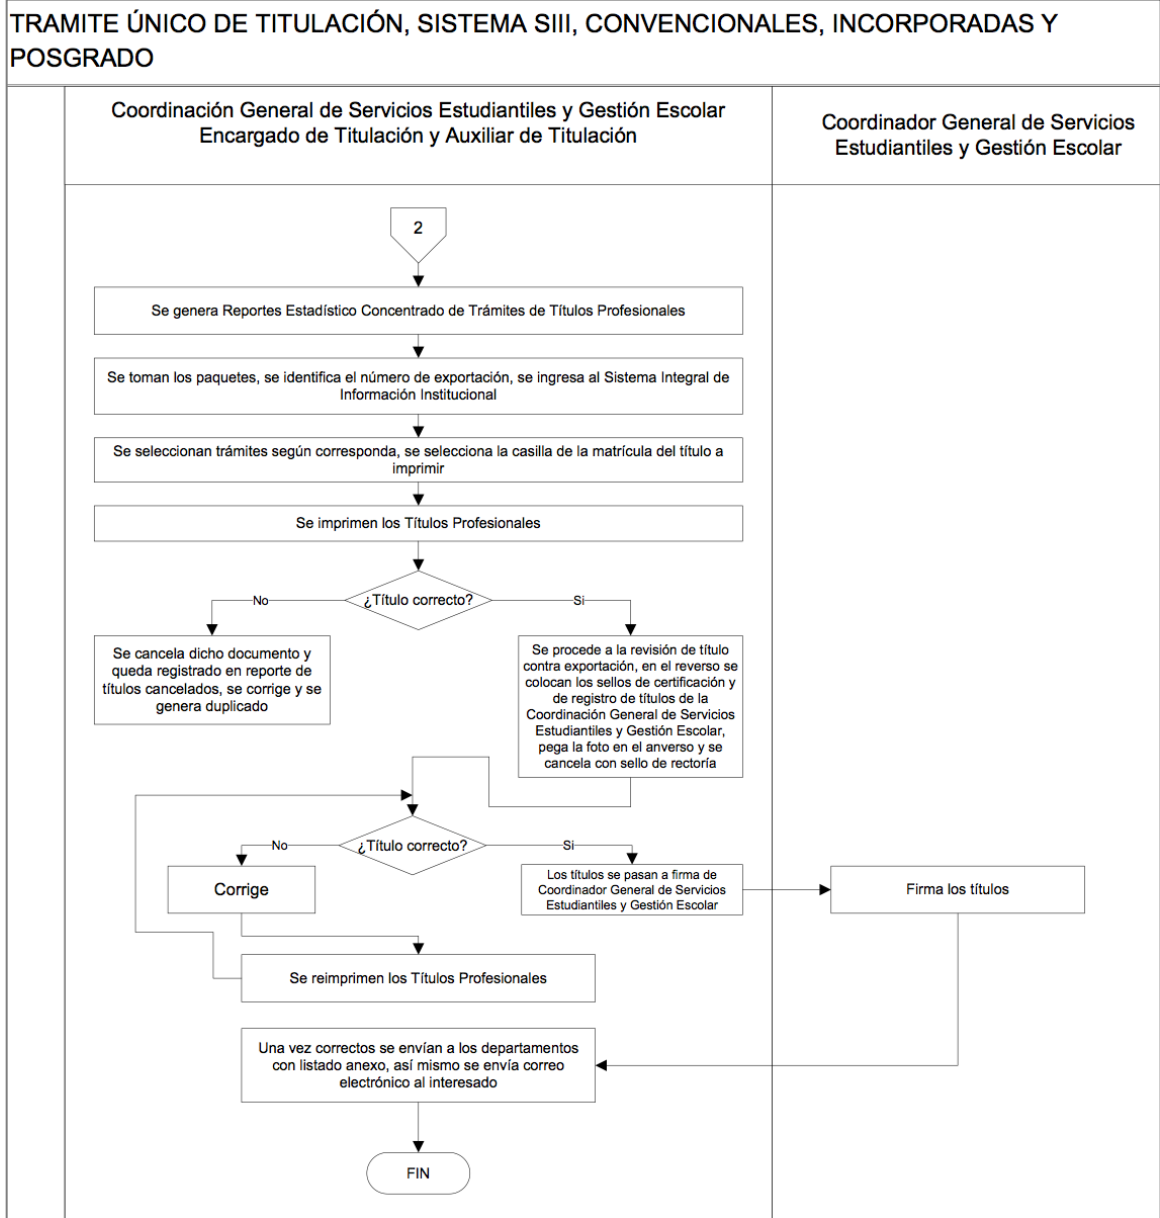 TRAMITE ÚNICO DE TITULACIÓN, SISTEMA SIII, CONVENCIONALES, INCORPORADAS Y
POSGRADO
Coordinación General de Servicios Estudiantiles y Gestión Escolar
Encargado de Titulación y Auxiliar de Titulación
Coordinador General de Servicios
Estudiantiles y Gestión Escolar
2
Se genera Reportes Estadístico Concentrado de Trámites de Títulos Profesionales
Se toman los paquetes, se identifica el número de exportación, se ingresa al Sistema Integral de
Información Institucional
Se seleccionan trámites según corresponda, se selecciona la casilla de la matrícula del título a
imprimir
Se imprimen los Títulos Profesionales
¿Título correcto?
No
Si
Se cancela dicho documento y
queda registrado en reporte de
títulos cancelados, se corrige y se
genera duplicado
Se procede a la revisión de título
contra exportación, en el reverso se
colocan los sellos de certificación y
de registro de títulos de la
Coordinación General de Servicios
Estudiantiles y Gestión Escolar,
pega la foto en el anverso y se
cancela con sello de rectoría
¿Título correcto?
No
Si
Corrige
Los títulos se pasan a firma de
Coordinador General de Servicios
Estudiantiles y Gestión Escolar
Firma los títulos
Se reimprimen los Títulos Profesionales
Una vez correctos se envían a los departamentos
con listado anexo, así mismo se envía correo
electrónico al interesado
FIN